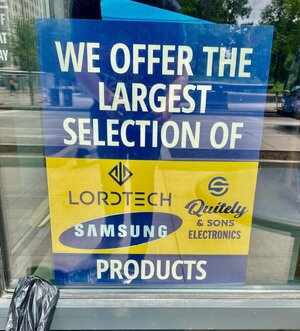 WE OFFER THE
LARGEST
SELECTION OF
LORDTECH
SAMSUNG
Quitely
& SONS
ELECTRONICS
PRODUCTS